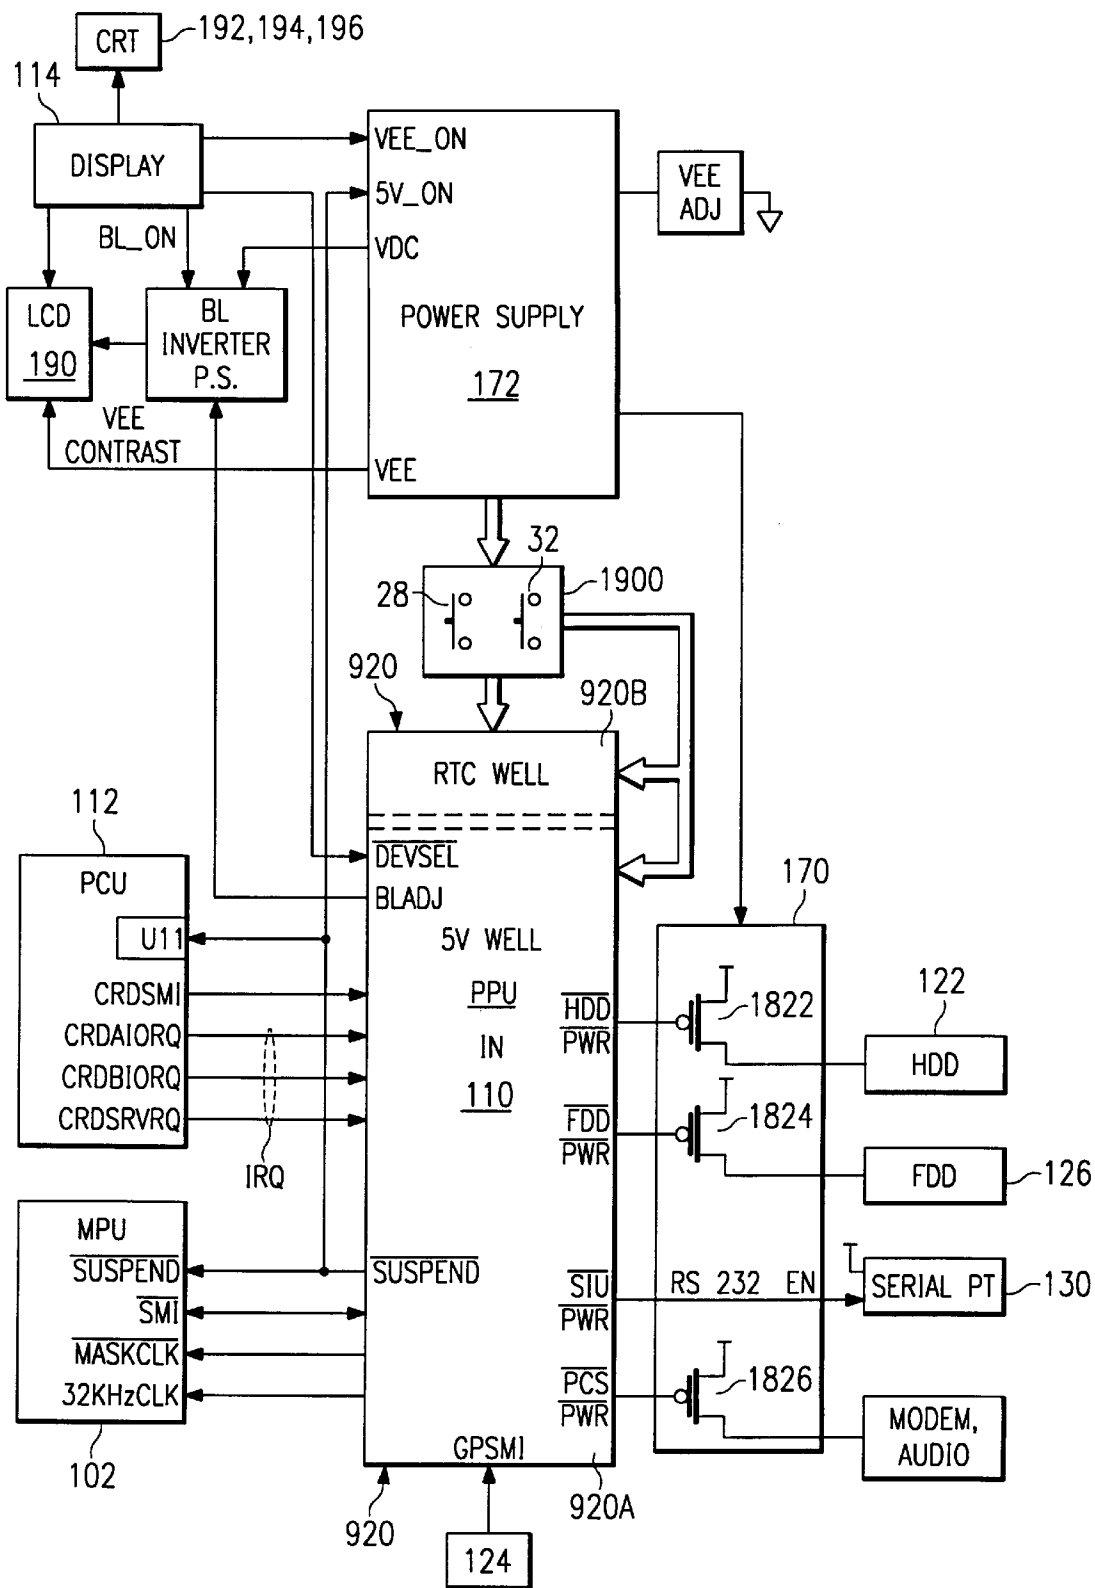 CRT
192,194,196
114
DISPLAY
VEE_ON
5V_ON
VEE
ADJ
BL_ON
VDC
LCD
190
BL
INVERTER
P.S.
POWER SUPPLY
172
VEE
CONTRAST
VEE
32
28
1900
920
920B
RTC WELL
112
PCU
DEVSEL
BLADJ
170
U11
5V WELL
CRDSMI
PPU
HDD
PWR
1822
122
HDD
CRDAIORQ
IN
CRDBIORQ
110
FDD
PWR
1824
CRDSRVRQ
IRQ
FDD
126
MPU
SUSPEND
SUSPEND
SIU
PWR
RS 232 EN
SERIAL PT
130
SMI
MASKCLK
32KHzCLK
PCS
PWR
1826
MODEM,
AUDIO
102
GPSMI
920
920A
124